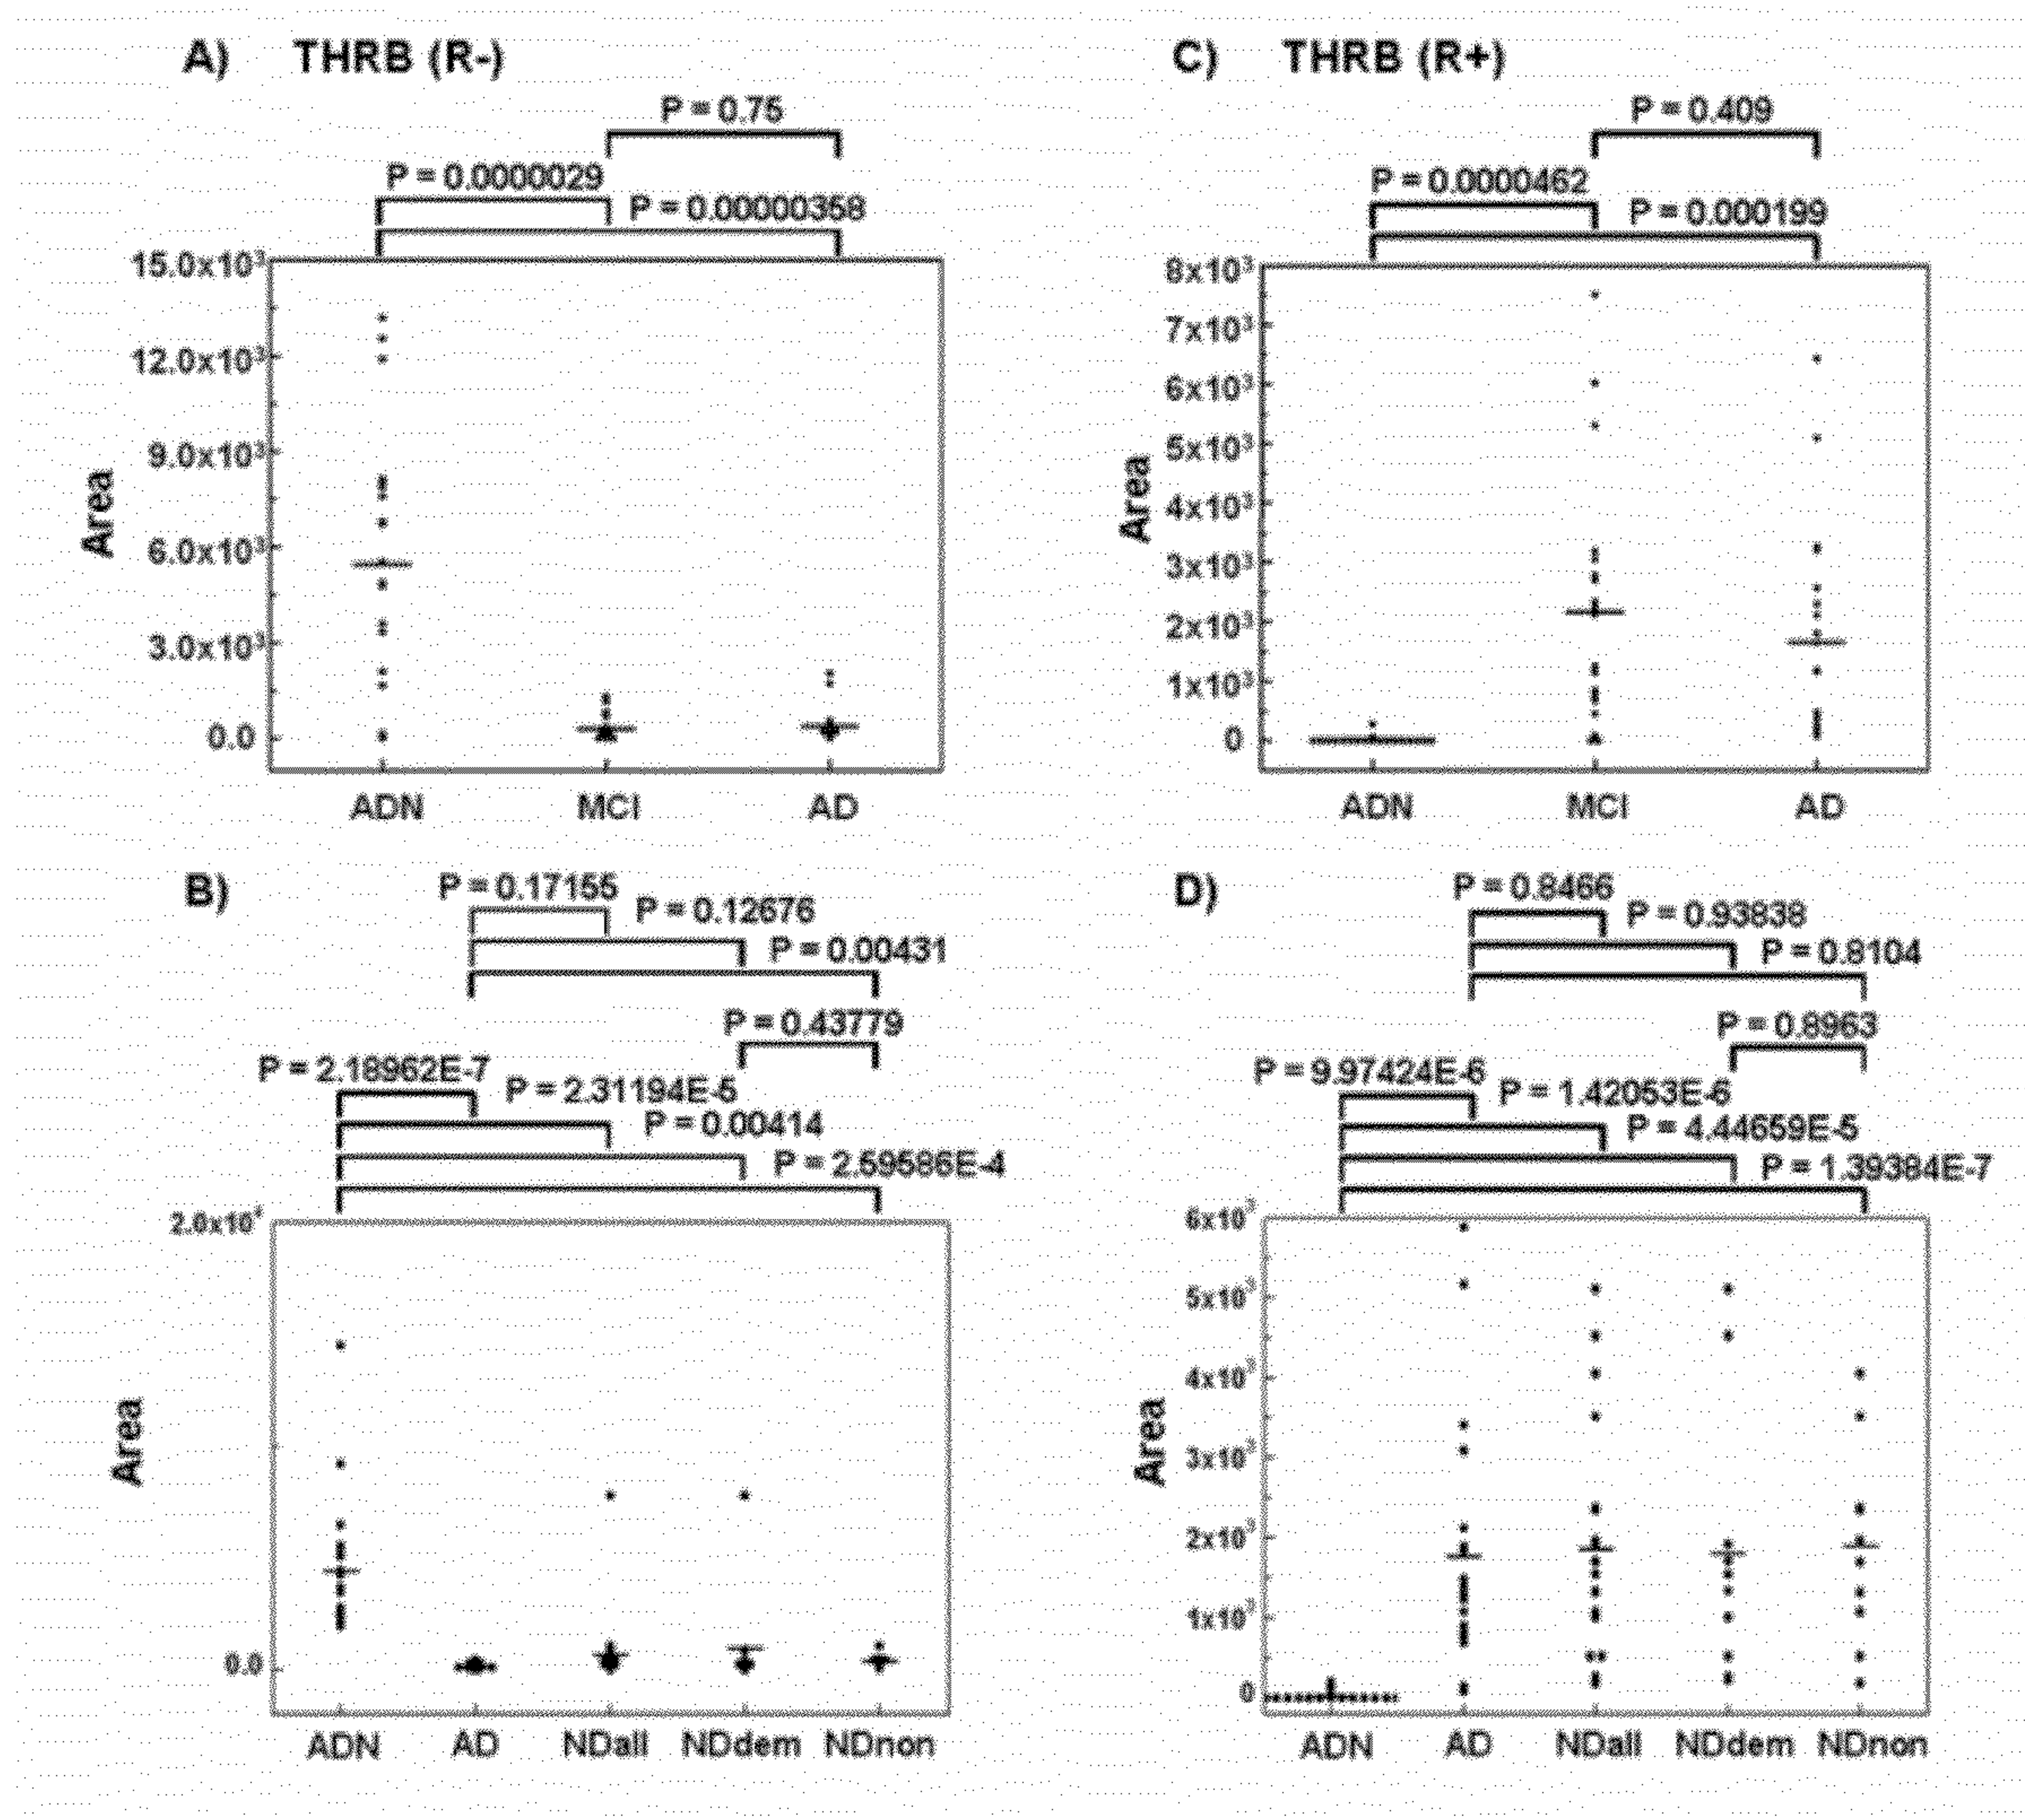 A) THRB (R-)
P = 0.75
P = 0.0000029
P = 0.00000358
15.0x10³
12.0x10³
9.0x10³
6.0x10³
3.0x10³
0.0
Area
ADN MCI AD
C) THRB (R+)
P = 0.409
P = 0.0000462
P = 0.000199
8x10³
7x10³
6x10³
5x10³
4x10³
3x10³
2x10³
1x10³
0
Area
ADN MCI AD
B)
P = 0.17155
P = 0.12676
P = 0.00431
P = 0.43779
P = 2.18962E-7
P = 2.31194E-5
P = 0.00414
P = 2.59586E-4
2.0x10⁴
0.0
Area
ADN AD NDall NDdem NDnon
D)
P = 0.8466
P = 0.93838
P = 0.8104
P = 0.8963
P = 9.97424E-6
P = 1.42053E-6
P = 4.44659E-5
P = 1.39384E-7
6x10³
5x10³
4x10³
3x10³
2x10³
1x10³
0
Area
ADN AD NDall NDdem NDnon